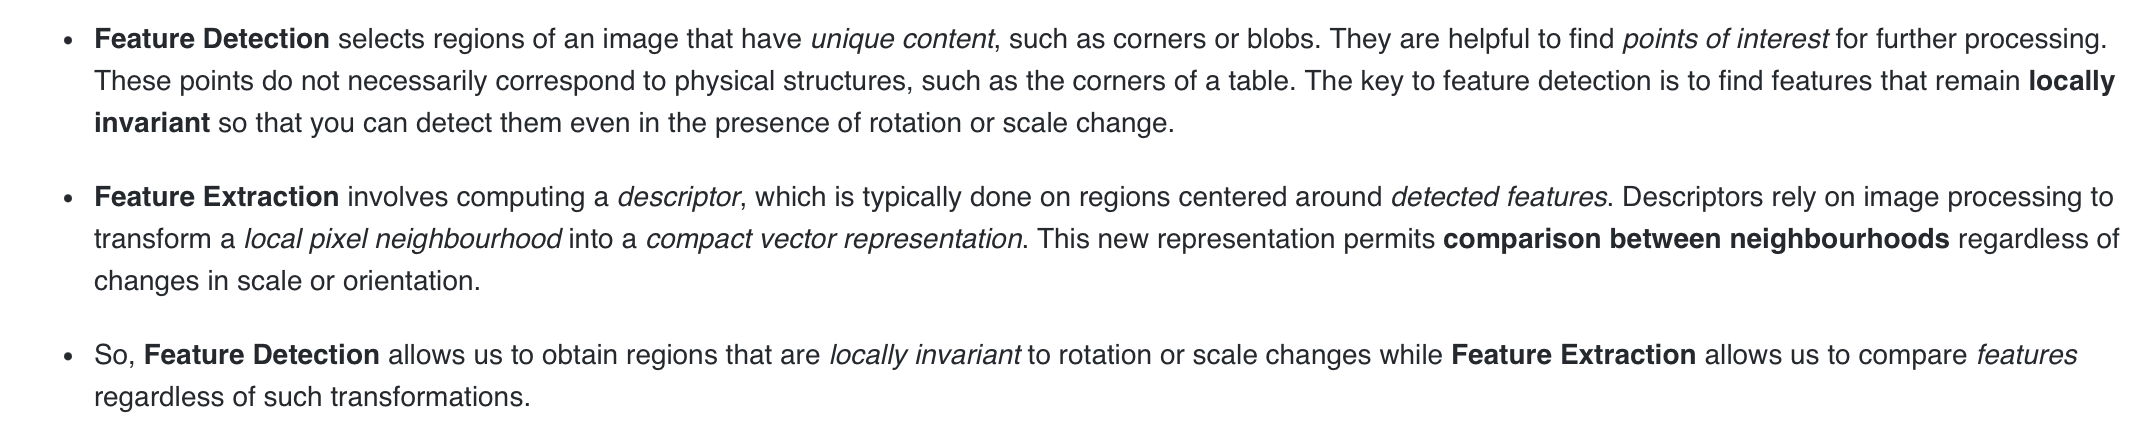 • Feature Detection selects regions of an image that have unique content, such as corners or blobs. They are helpful to find points of interest for further processing.
These points do not necessarily correspond to physical structures, such as the corners of a table. The key to feature detection is to find features that remain locally
invariant so that you can detect them even in the presence of rotation or scale change.
• Feature Extraction involves computing a descriptor, which is typically done on regions centered around detected features. Descriptors rely on image processing to
transform a local pixel neighbourhood into a compact vector representation. This new representation permits comparison between neighbourhoods regardless of
changes in scale or orientation.
• So, Feature Detection allows us to obtain regions that are locally invariant to rotation or scale changes while Feature Extraction allows us to compare features
regardless of such transformations.